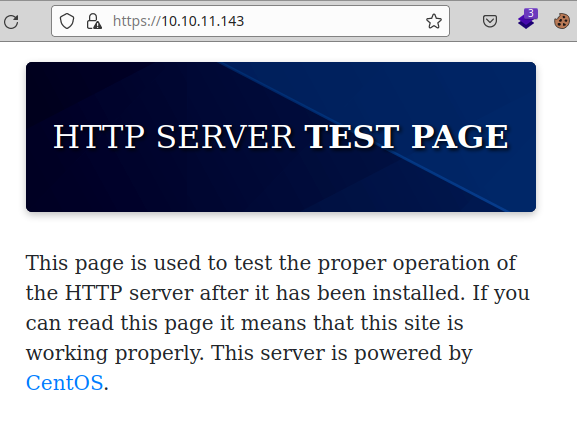 https://10.10.11.143
3
HTTP SERVER TEST PAGE
This page is used to test the proper operation of
the HTTP server after it has been installed. If you
can read this page it means that this site is
working properly. This server is powered by
CentOS.